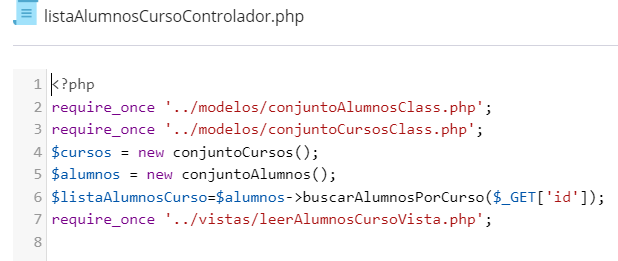 listaAlumnosCursoControlador.php
1 <?php
2 require_once '../modelos/conjuntoAlumnosClass.php';
3 require_once '../modelos/conjuntoCursosClass.php';
4 $cursos = new conjuntoCursos();
5 $alumnos = new conjuntoAlumnos();
6 $listaAlumnosCurso=$alumnos->buscarAlumnosPorCurso($_GET['id']);
7 require_once '../vistas/leerAlumnosCursoVista.php';
8